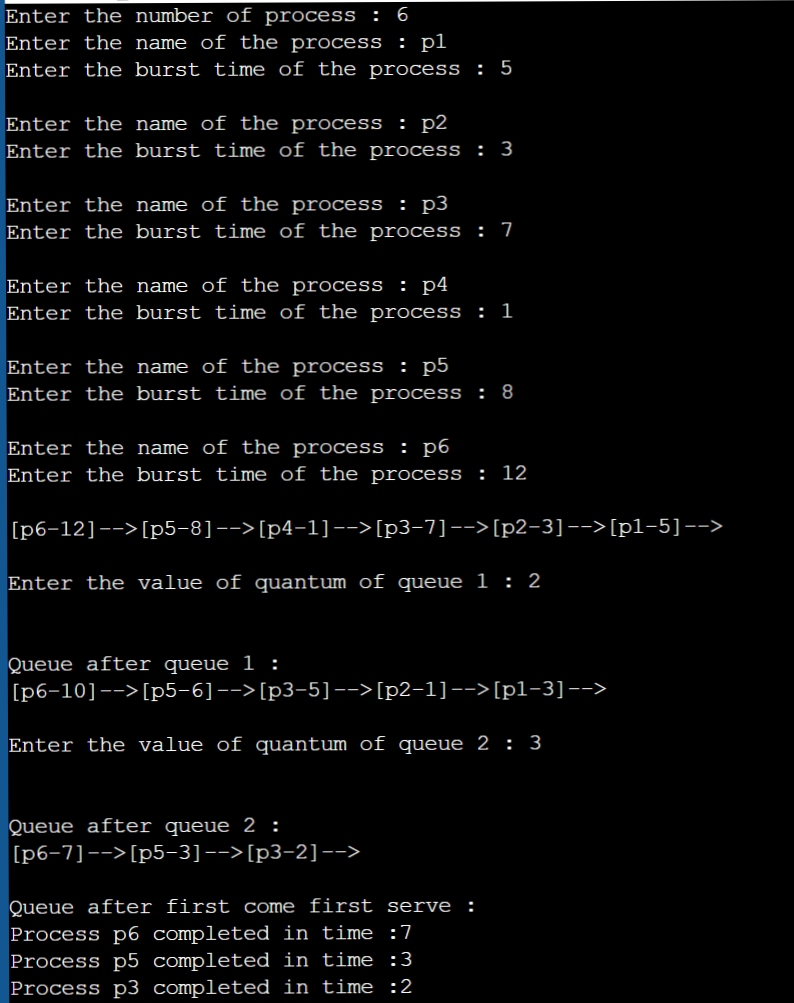 Enter the number of process : 6
Enter the name of the process : p1
Enter the burst time of the process : 5
Enter the name of the process : p2
Enter the burst time of the process : 3
Enter the name of the process : p3
Enter the burst time of the process : 7
Enter the name of the process : p4
Enter the burst time of the process : 1
Enter the name of the process : p5
Enter the burst time of the process : 8
Enter the name of the process : p6
Enter the burst time of the process : 12
[p6-12]-->[p5-8]-->[p4-1]-->[p3-7]-->[p2-3]-->[p1-5]-->
Enter the value of quantum of queue 1 : 2
Queue after queue 1 :
[p6-10]-->[p5-6]-->[p3-5]-->[p2-1]-->[p1-3]-->
Enter the value of quantum of queue 2 : 3
Queue after queue 2 :
[p6-7]-->[p5-3]-->[p3-2]-->
Queue after first come first serve :
Process p6 completed in time :7
Process p5 completed in time :3
Process p3 completed in time :2